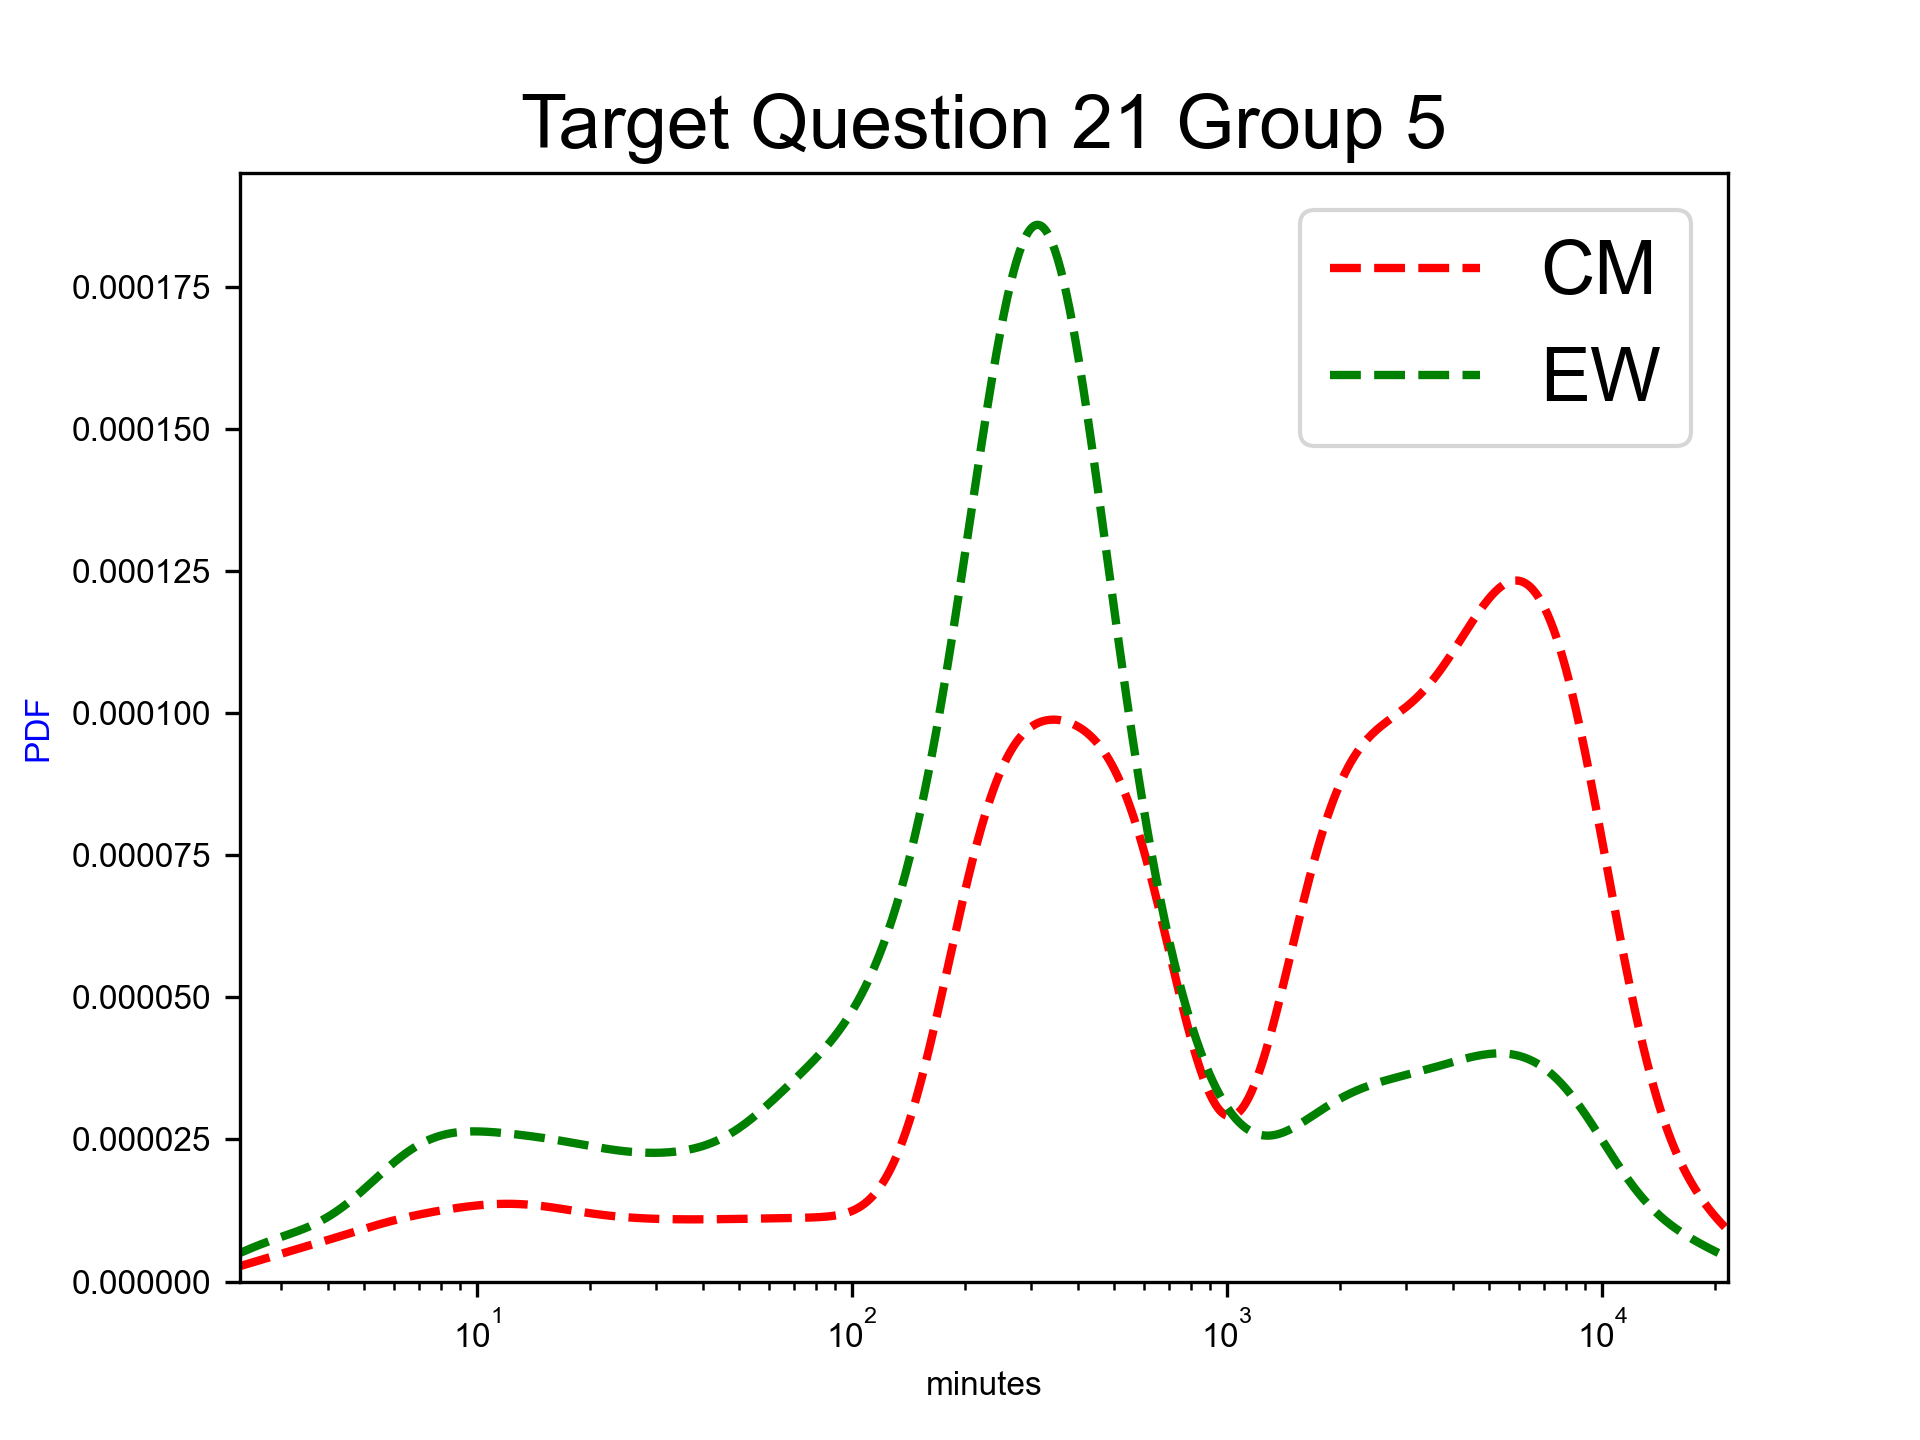 Target Question 21 Group 5
CM
EW
0.000175
0.000150
0.000125
0.000100
0.000075
0.000050
0.000025
0.000000
PDF
10^1 10^2 10^3 10^4
minutes